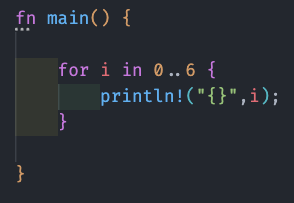 fn main() {
for i in 0..6 {
println!("{}",i);
}
}